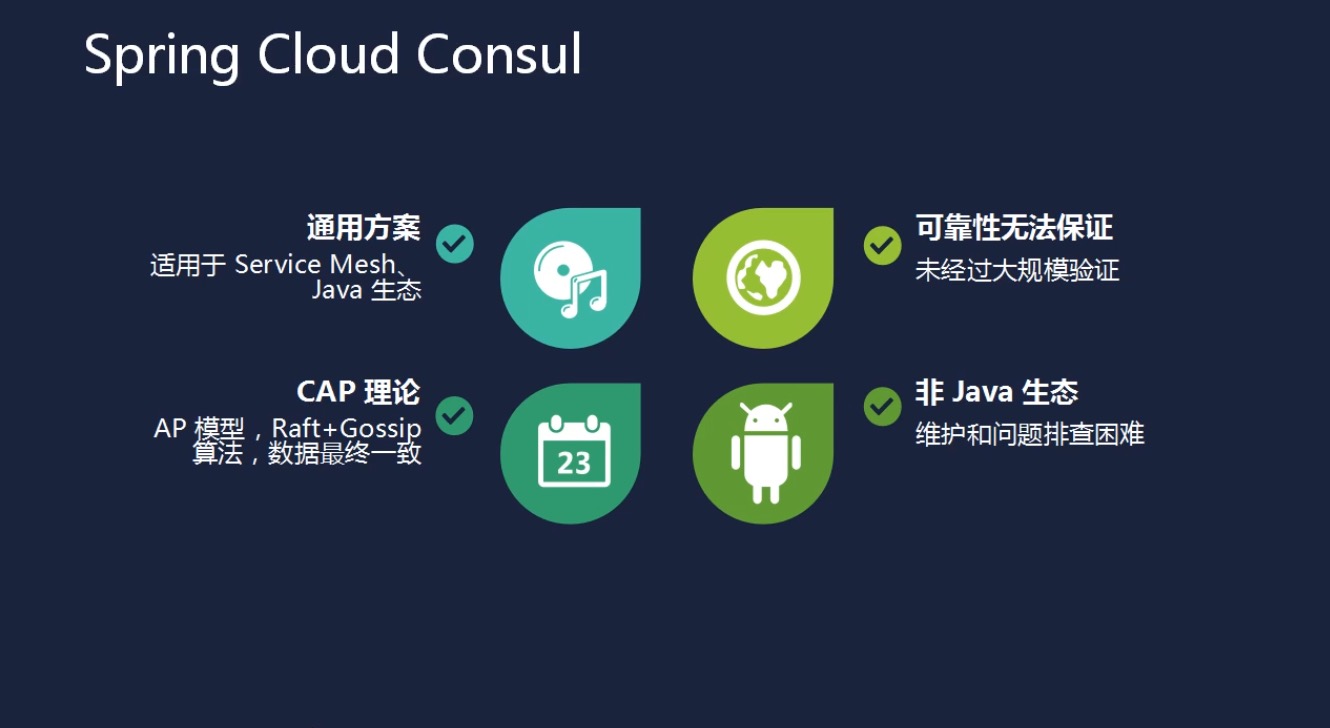 Spring Cloud Consul
通用方案
适用于 Service Mesh、
Java 生态
可靠性无法保证
未经过大规模验证
CAP 理论
AP 模型，Raft+Gossip
算法，数据最终一致
23
非 Java 生态
维护和问题排查困难